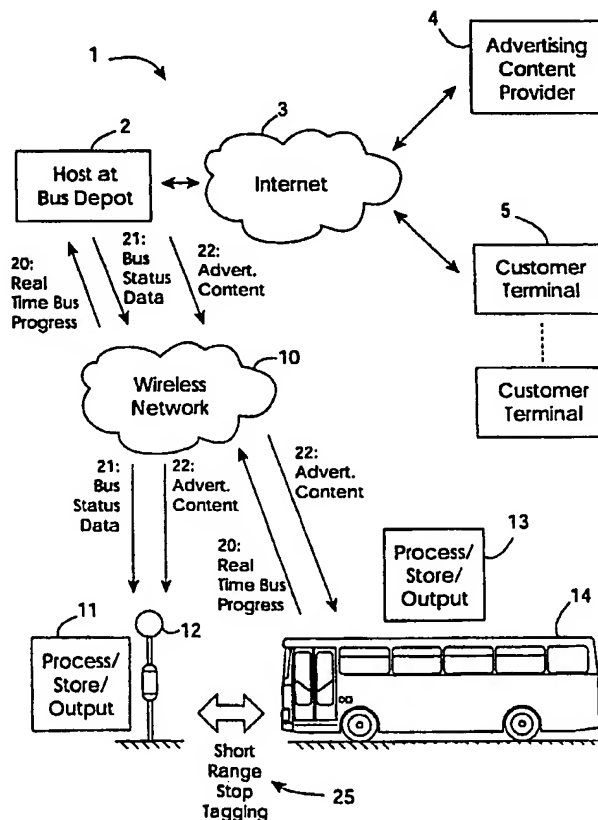 4
1
Advertising
Content
Provider
3
2
Host at
Bus Depot
Internet
5
21:
Bus
Status
Data
22:
Advert.
Content
20:
Real
Time Bus
Progress
Customer
Terminal
10
Wireless
Network
Customer
Terminal
21:
Bus
Status
Data
22:
Advert.
Content
22:
Advert.
Content
20:
Real
Time Bus
Progress
13
Process/
Store/
Output
14
11
12
Process/
Store/
Output
Short
Range
Stop
Tagging
25